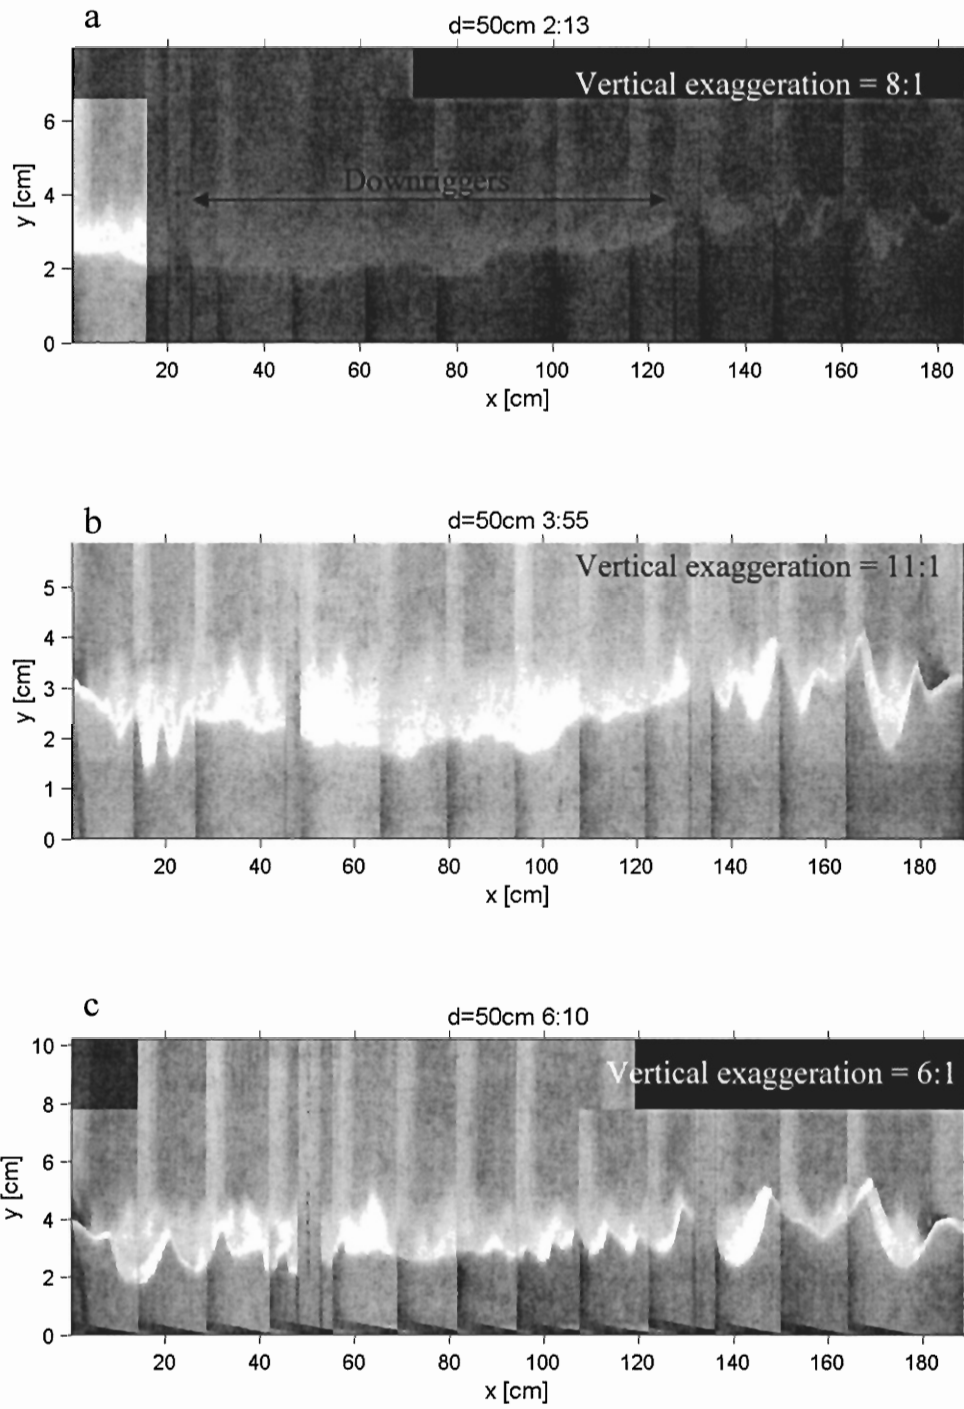 a
d=50cm 2:13
Vertical exaggeration = 8:1
Downriggers
6
4
2
0
y [cm]
20 40 60 80 100 120 140 160 180
x [cm]
b
d=50cm 3:55
Vertical exaggeration = 11:1
5
4
3
2
1
0
y [cm]
20 40 60 80 100 120 140 160 180
x [cm]
c
d=50cm 6:10
Vertical exaggeration = 6:1
10
8
6
4
2
0
y [cm]
20 40 60 80 100 120 140 160 180
x [cm]